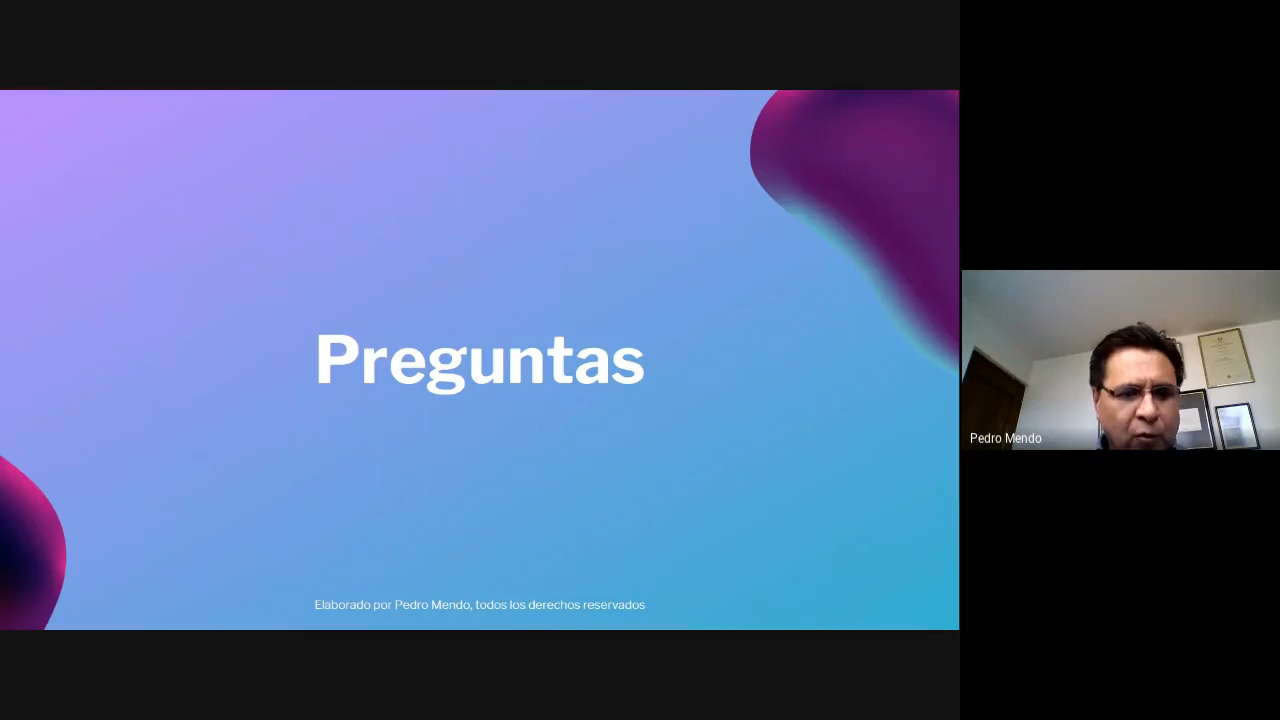 Preguntas
Elaborado por Pedro Mendo, todos los derechos reservados
Pedro Mendo